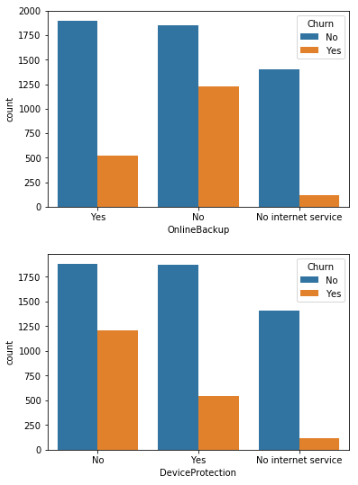 2000
1750
1500
1250
1000
750
500
250
0
count
Churn
No
Yes
Yes No No internet service
OnlineBackup
1750
1500
1250
1000
750
500
250
0
count
Churn
No
Yes
No Yes No internet service
DeviceProtection